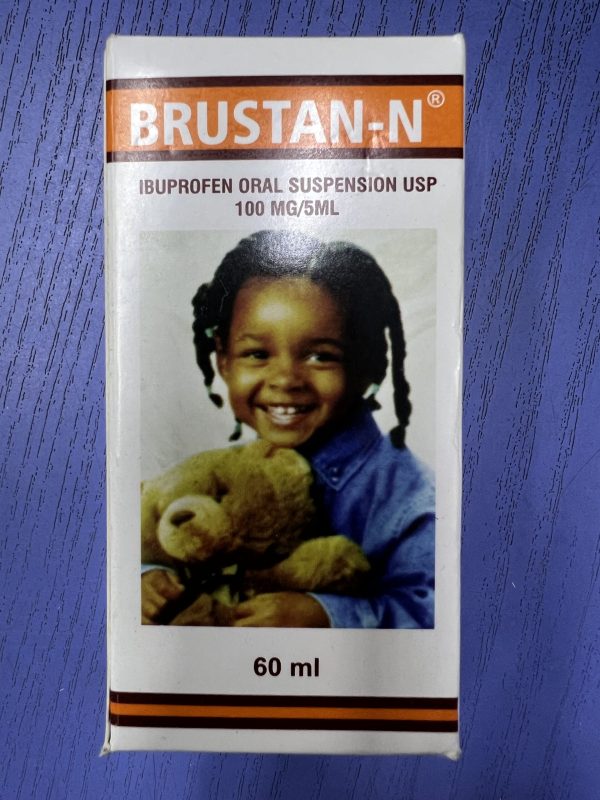 BRUSTAN-N®
IBUPROFEN ORAL SUSPENSION USP
100 MG/5ML
60 ml